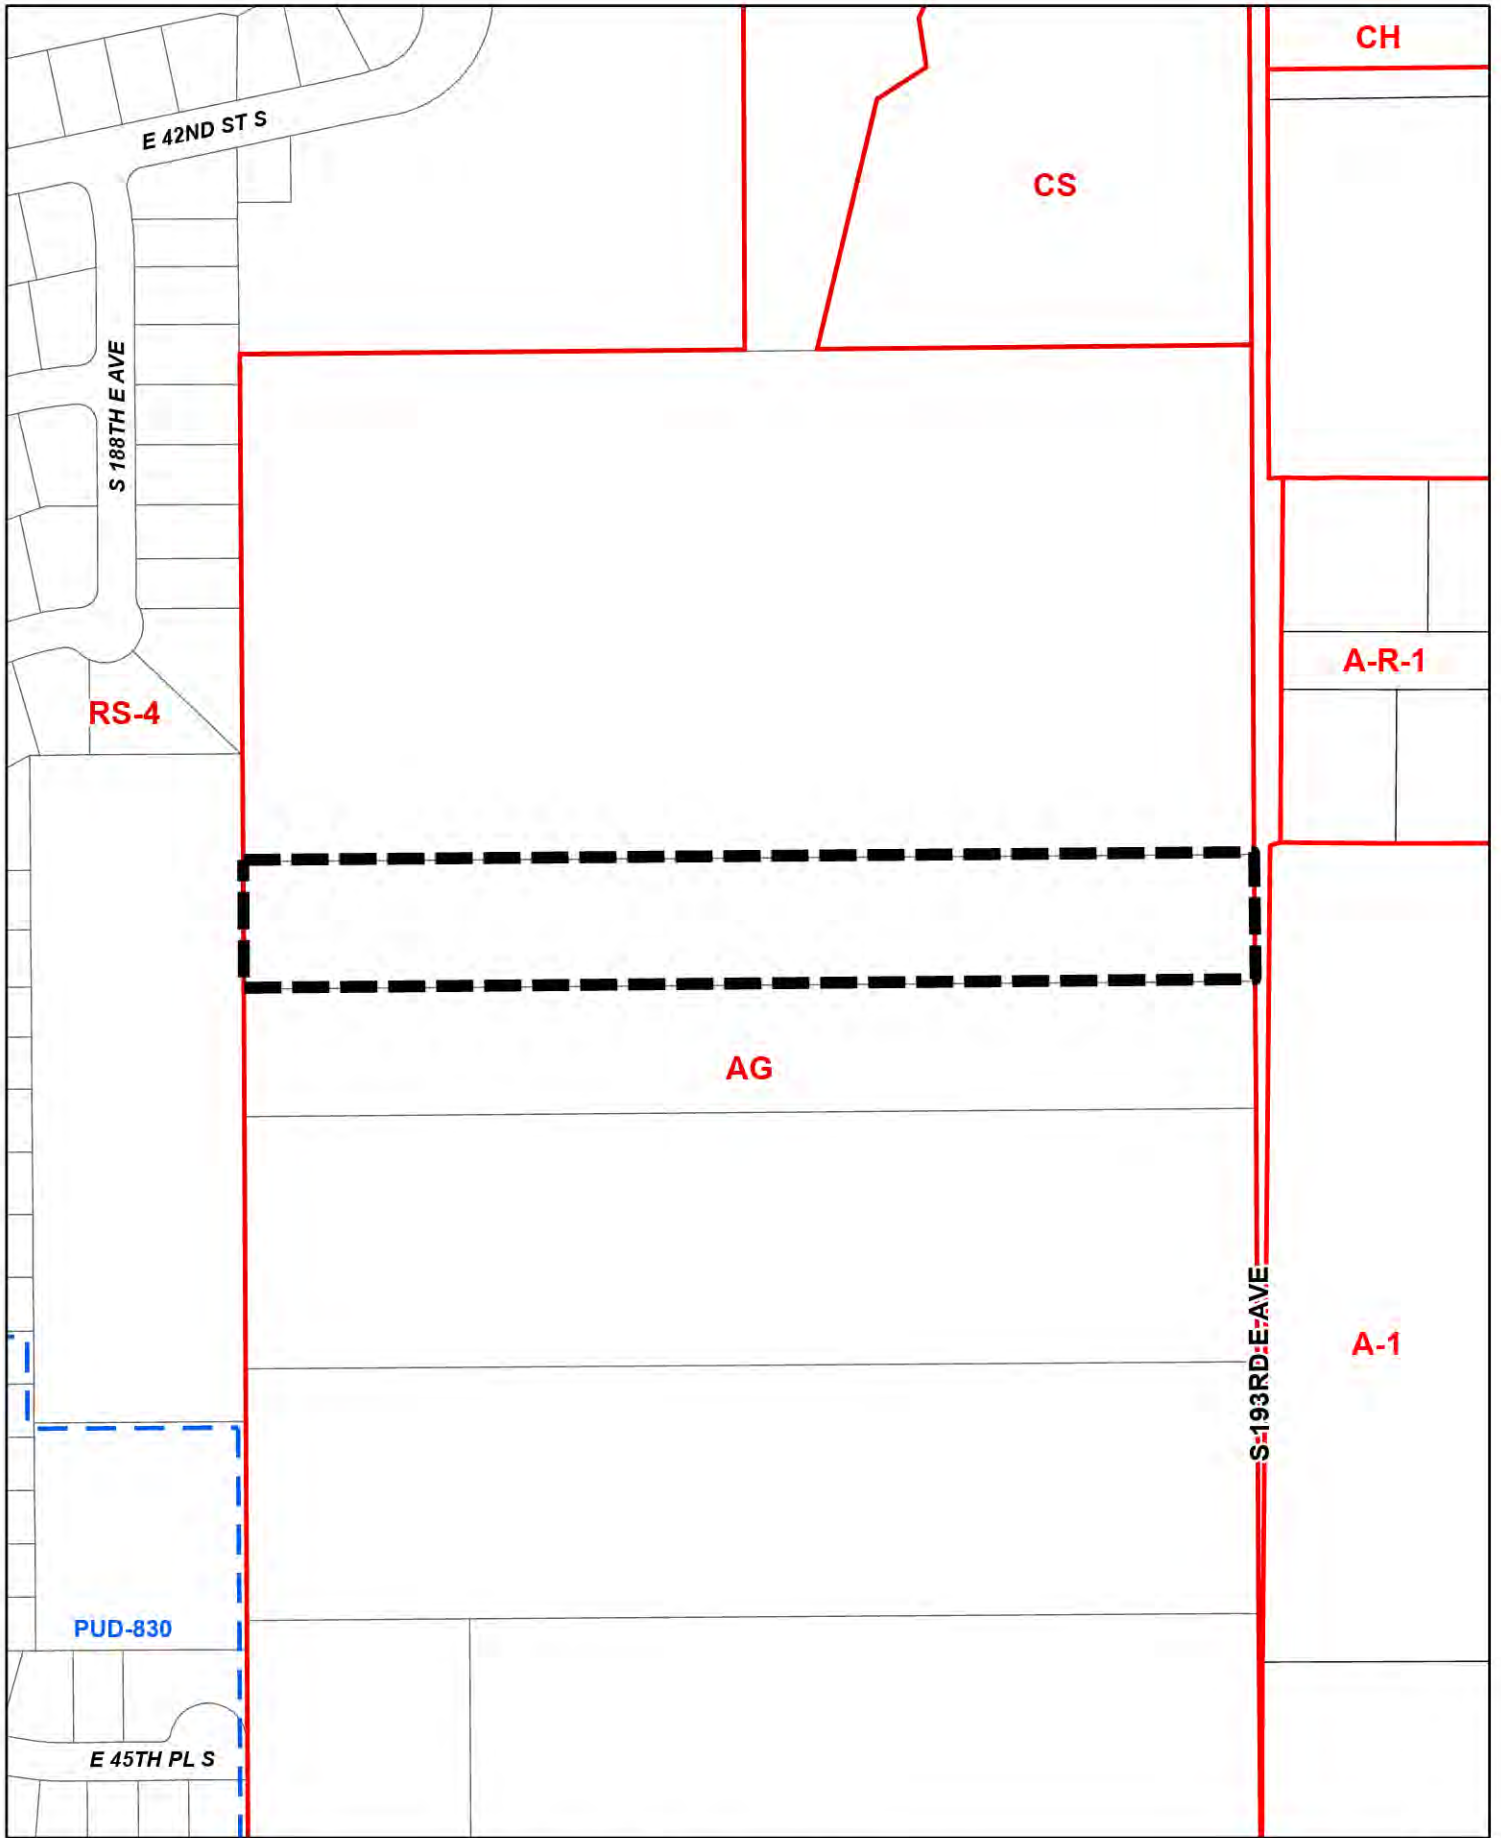 CH
E 42ND ST S
CS
S 188TH E AVE
A-R-1
RS-4
AG
S 193RD E AVE
A-1
PUD-830
E 45TH PL S